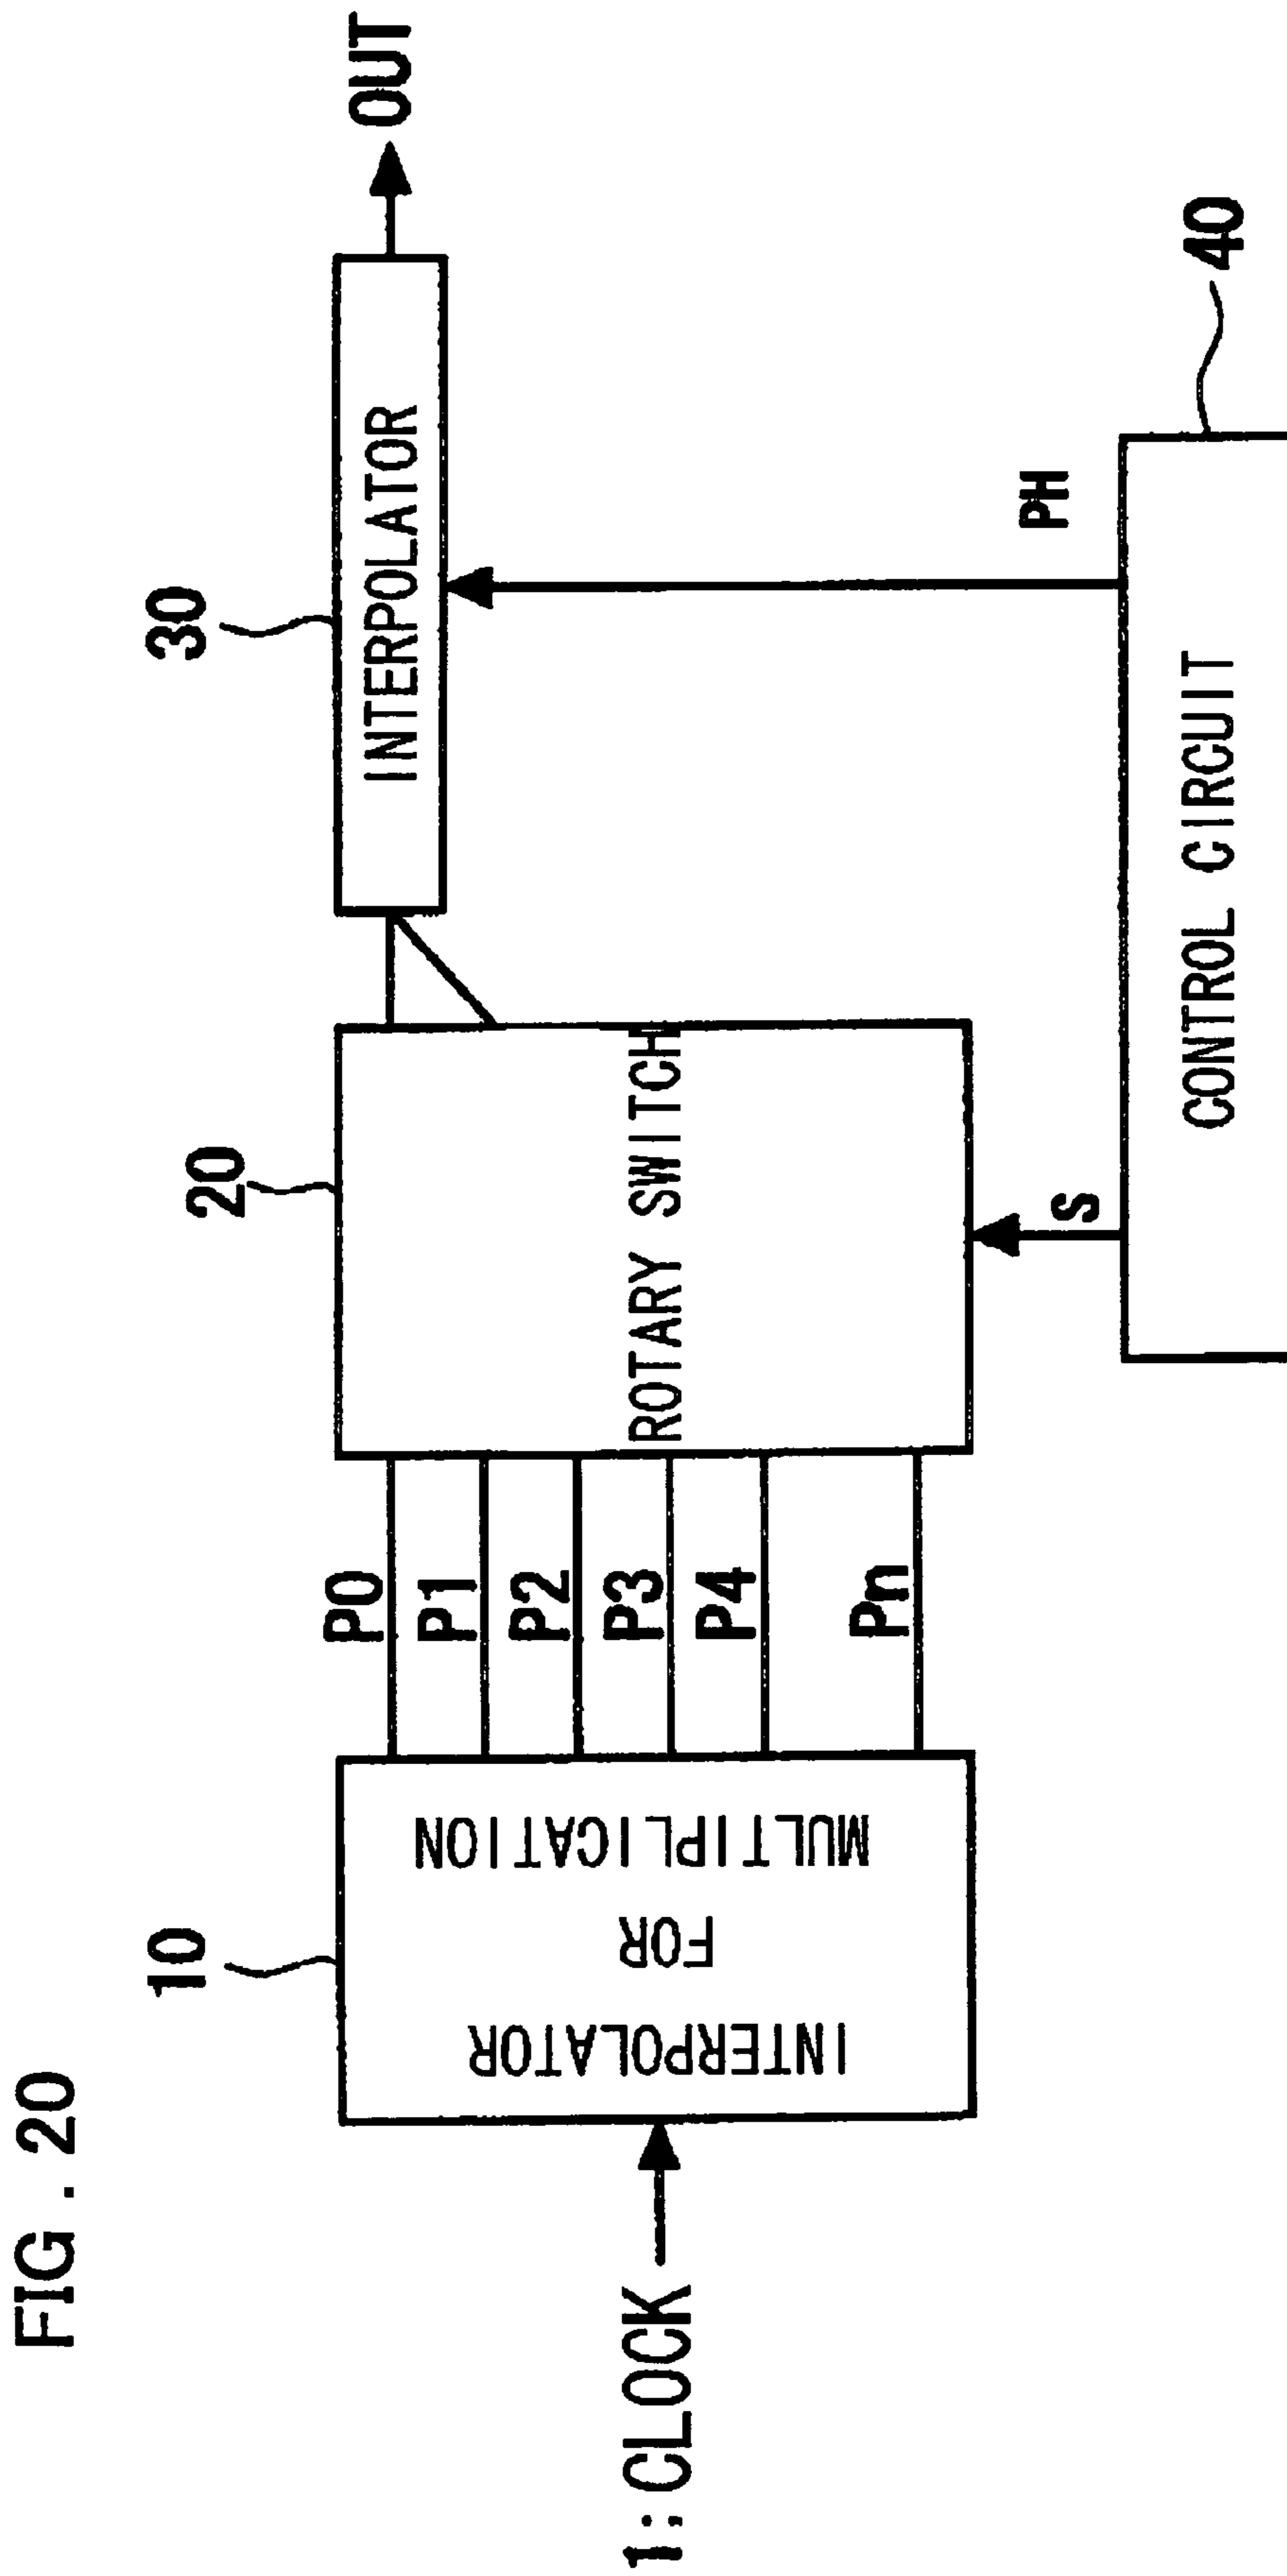 FIG. 20
1:CLOCK
10
INTERPOLATOR
FOR
MULTIPLICATION
P0
P1
P2
P3
P4
Pn
20
ROTARY SWITCH
S
30
INTERPOLATOR
OUT
PH
40
CONTROL CIRCUIT